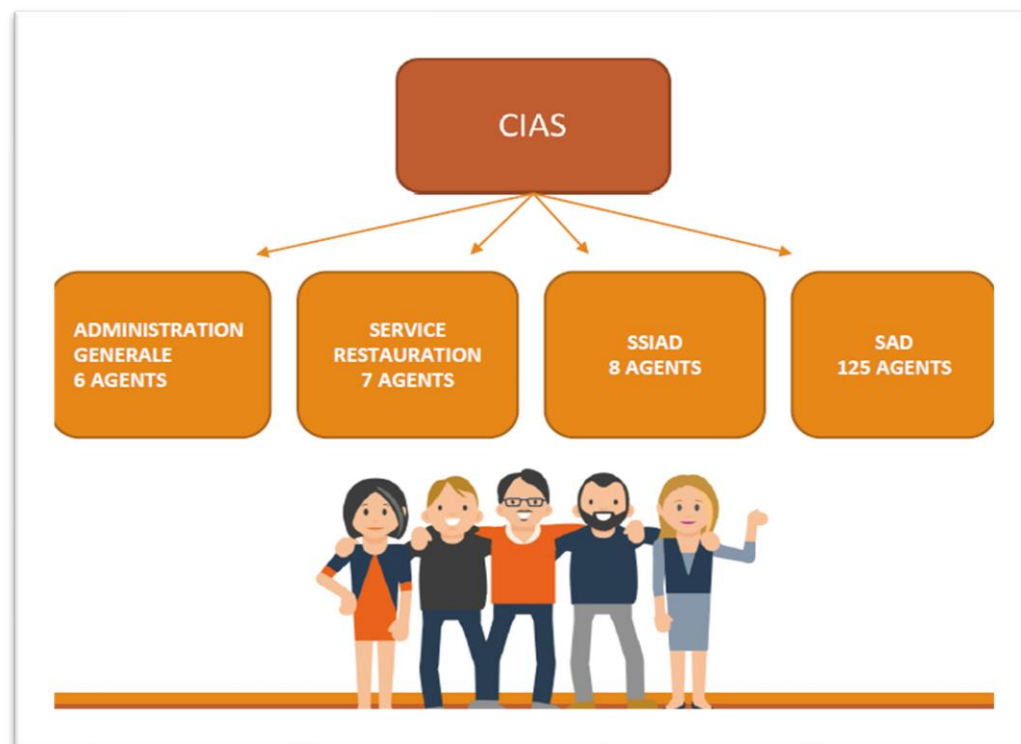 CIAS
ADMINISTRATION
GENERALE
6 AGENTS
SERVICE
RESTAURATION
7 AGENTS
SSIAD
8 AGENTS
SAD
125 AGENTS